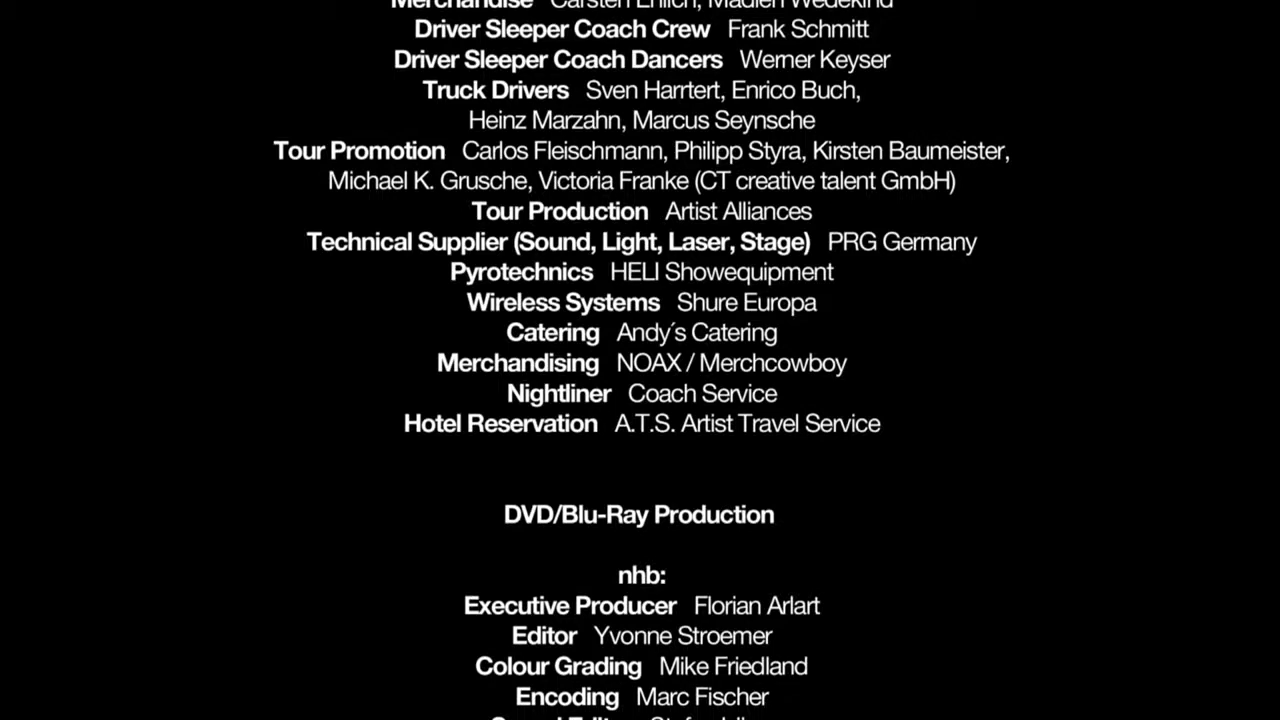 Merchandise Carsten Ehlich, Madlen Wedekind
Driver Sleeper Coach Crew Frank Schmitt
Driver Sleeper Coach Dancers Werner Keyser
Truck Drivers Sven Harrtert, Enrico Buch,
Heinz Marzahn, Marcus Seynsche
Tour Promotion Carlos Fleischmann, Philipp Styra, Kirsten Baumeister,
Michael K. Grusche, Victoria Franke (CT creative talent GmbH)
Tour Production Artist Alliances
Technical Supplier (Sound, Light, Laser, Stage) PRG Germany
Pyrotechnics HELI Showequipment
Wireless Systems Shure Europa
Catering Andy´s Catering
Merchandising NOAX / Merchcowboy
Nightliner Coach Service
Hotel Reservation A.T.S. Artist Travel Service
DVD/Blu-Ray Production
nhb:
Executive Producer Florian Arlart
Editor Yvonne Stroemer
Colour Grading Mike Friedland
Encoding Marc Fischer